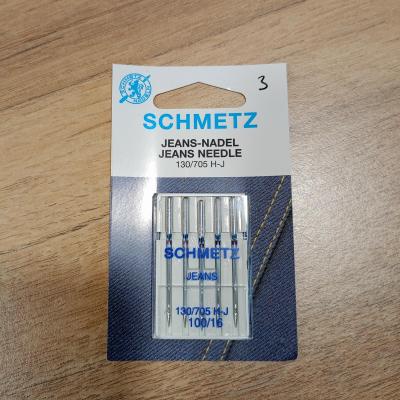 3
SCHMETZ
JEANS-NADEL
JEANS NEEDLE
130/705 H-J
SCHMETZ
JEANS
130/705 H-J
100/16